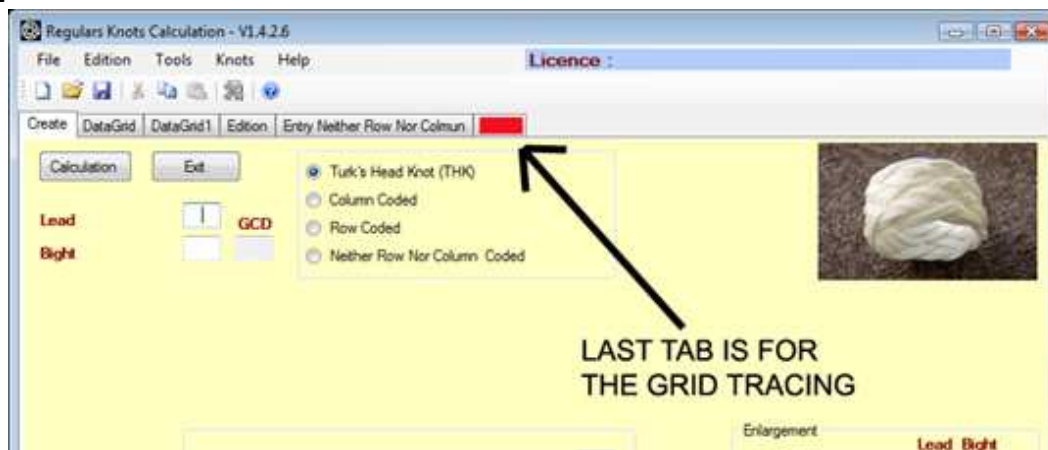 Regulars Knots Calculation - V1.4.2.6
File Edition Tools Knots Help Licence :
Create DataGrid DataGrid1 Edition Entry Neither Row Nor Colmun
Calculation Exit
Turk's Head Knot (THK)
Column Coded
Lead GCD
Row Coded
Bight
Neither Row Nor Column Coded
LAST TAB IS FOR
THE GRID TRACING
Enlargement
Lead Bight